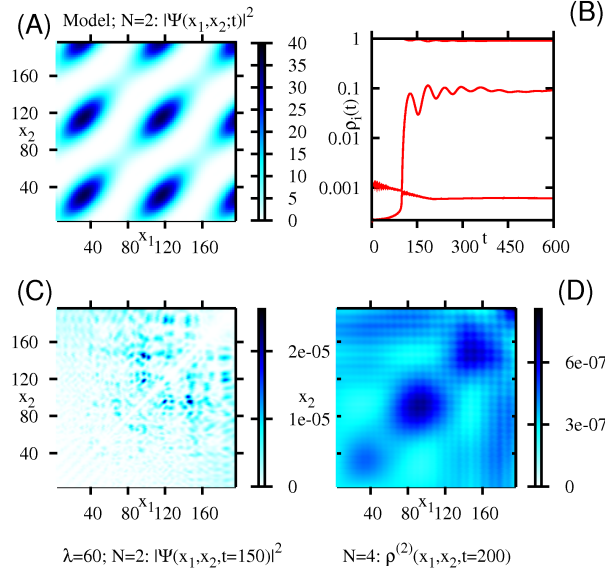 (A) Model; N=2: |Ψ(x₁,x₂;t)|² (B)
160
120
x₂
80
40
40 80 x₁ 120 160
40
35
30
25
20
15
10
5
0
1
0.1
0.01
0.001
ρᵢ(t)
0 150 300 t 450 600
(C) (D)
160
120
x₂
80
40
40 80 x₁ 120 160
2e-05
1e-05
0
x₂
40 80 x₁ 120 160
6e-07
3e-07
0
λ=60; N=2: |Ψ(x₁,x₂,t=150)|² N=4: ρ⁽²⁾(x₁,x₂,t=200)